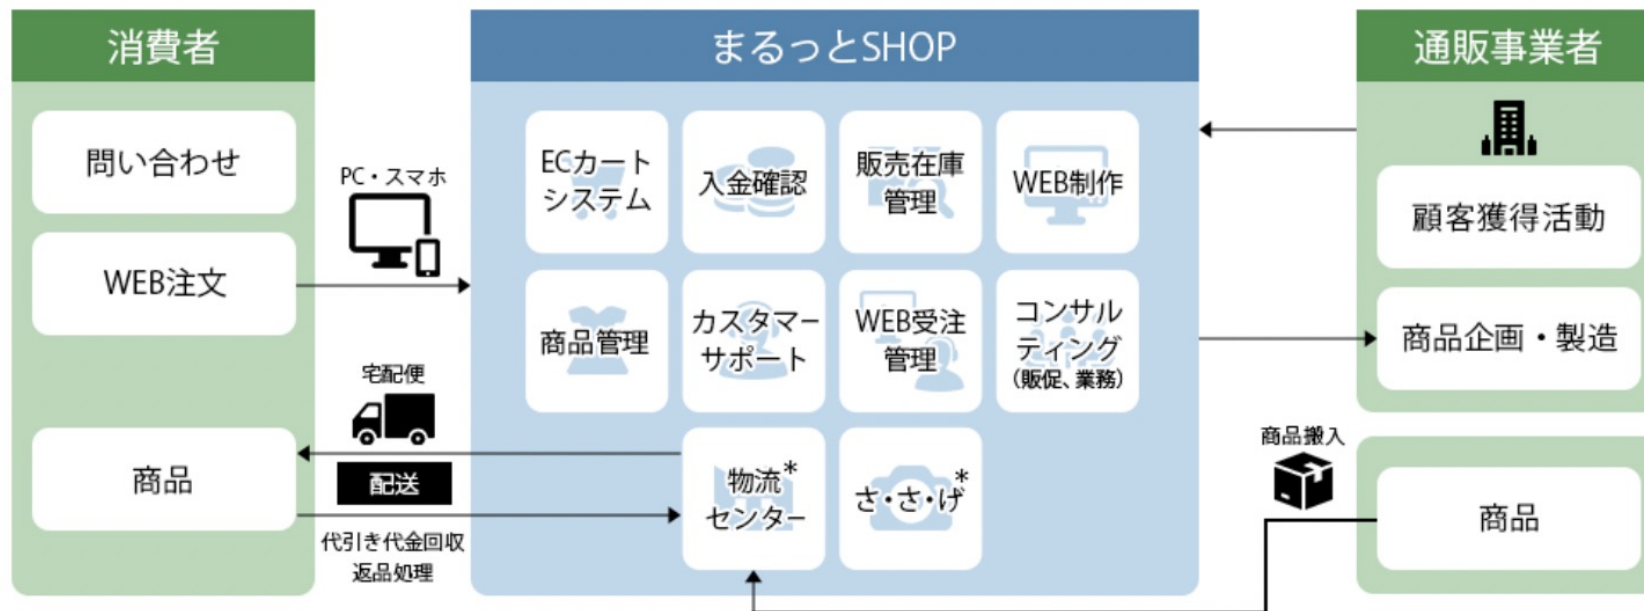 消費者
問い合わせ
WEB注文
商品
PC・スマホ
宅配便
配送
代引き代金回収
返品処理
まるっとSHOP
ECカート
システム
入金確認
販売在庫
管理
WEB制作
商品管理
カスタマー
サポート
WEB受注
管理
コンサル
ティング
(販促、業務)
物流*
センター
さ・さ・げ*
通販事業者
顧客獲得活動
商品企画・製造
商品搬入
商品